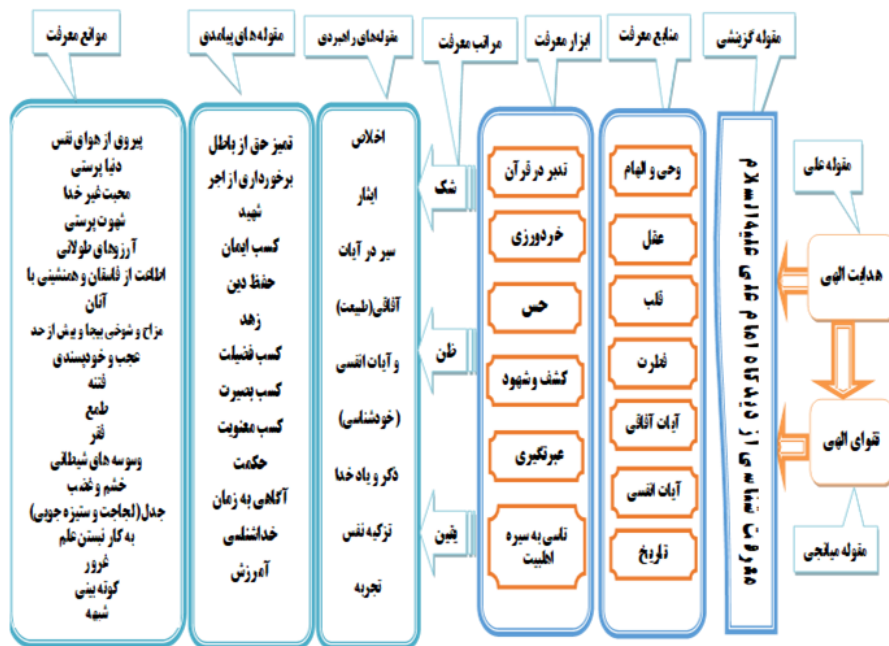 مقوله علی
هدایت الهی
تقوای الهی
مقوله میانجی
مقوله گزینشی
معرفت شناسی از دیدگاه امام علی علیه‌السلام
منابع معرفت
وحی و الهام
عقل
قلب
فطرت
آیات آفاقی
آیات انفسی
تاریخ
ابزار معرفت
تدبر در قرآن
خردورزی
حس
کشف و شهود
عبرتگیری
تاسی به سیره
اهلبیت
مراتب معرفت
شک
ظن
یقین
مقوله‌های راهبردی
اخلاص
ایثار
سیر در آیات
آفاقی(طبیعت)
و آیات انفسی
(خودشناسی)
ذکر و یاد خدا
تزکیه نفس
تجربه
مقوله های پیامدی
تمیز حق از باطل
برخورداری از اجر
شهید
کسب ایمان
حفظ دین
زهد
کسب فضیلت
کسب بصیرت
کسب معنویت
حکمت
آگاهی به زمان
خداشناسی
آمرزش
موانع معرفت
پیروی از هوای نفس
دنیا پرستی
محبت غیر خدا
شهوت پرستی
آرزوهای طولانی
اطاعت از فاسقان و همنشینی با
آنان
مزاح و شوخی بیجا و بیش از حد
عجب و خودپسندی
فتنه
طمع
فقر
وسوسه های شیطانی
خشم و غضب
جدل(لجاجت و ستیزه جویی)
به کار نبستن علم
غرور
کوته بینی
شبهه